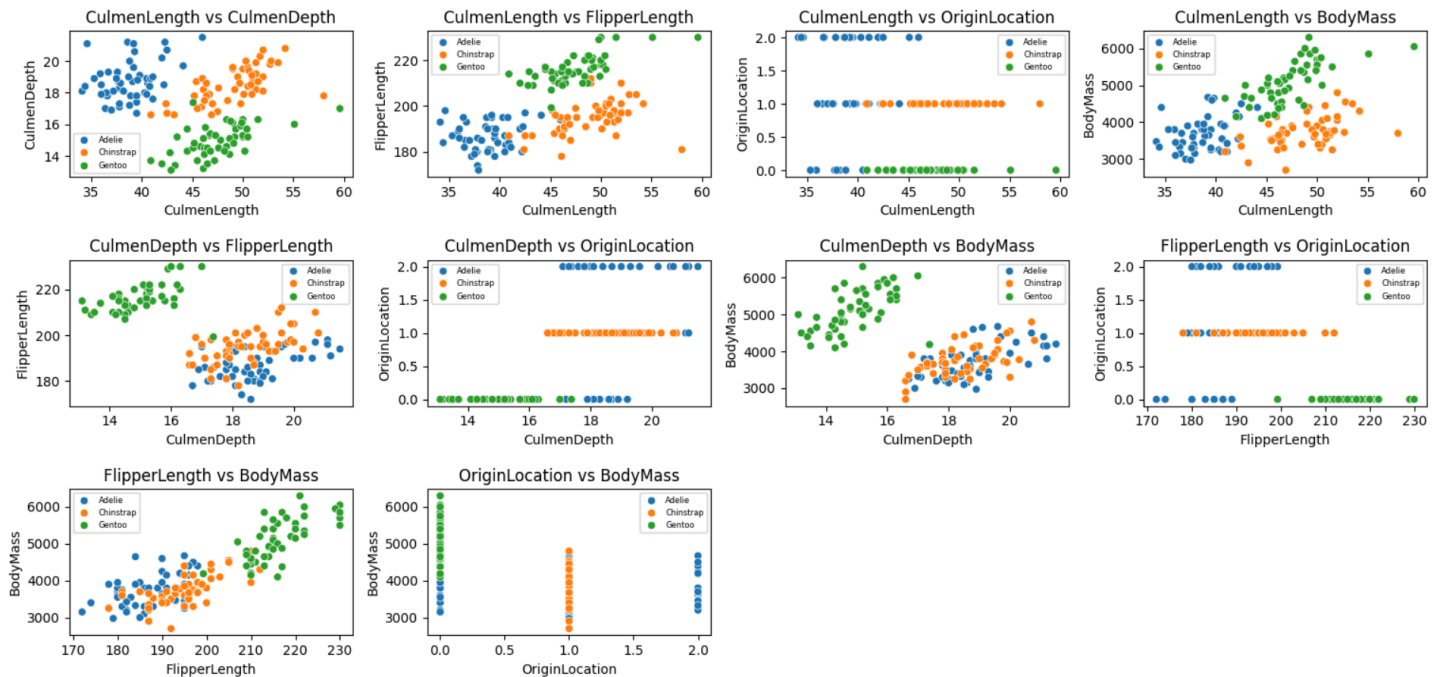 CulmenLength vs CulmenDepth
CulmenDepth
20
18
16
14
Adelie
Chinstrap
Gentoo
35 40 45 50 55 60
CulmenLength
CulmenLength vs FlipperLength
FlipperLength
220
200
180
Adelie
Chinstrap
Gentoo
35 40 45 50 55 60
CulmenLength
CulmenLength vs OriginLocation
OriginLocation
2.0
1.5
1.0
0.5
0.0
Adelie
Chinstrap
Gentoo
35 40 45 50 55 60
CulmenLength
CulmenLength vs BodyMass
BodyMass
6000
5000
4000
3000
Adelie
Chinstrap
Gentoo
35 40 45 50 55 60
CulmenLength
CulmenDepth vs FlipperLength
FlipperLength
220
200
180
Adelie
Chinstrap
Gentoo
14 16 18 20
CulmenDepth
CulmenDepth vs OriginLocation
OriginLocation
2.0
1.5
1.0
0.5
0.0
Adelie
Chinstrap
Gentoo
14 16 18 20
CulmenDepth
CulmenDepth vs BodyMass
BodyMass
6000
5000
4000
3000
Adelie
Chinstrap
Gentoo
14 16 18 20
CulmenDepth
FlipperLength vs OriginLocation
OriginLocation
2.0
1.5
1.0
0.5
0.0
Adelie
Chinstrap
Gentoo
170 180 190 200 210 220 230
FlipperLength
FlipperLength vs BodyMass
BodyMass
6000
5000
4000
3000
Adelie
Chinstrap
Gentoo
170 180 190 200 210 220 230
FlipperLength
OriginLocation vs BodyMass
BodyMass
6000
5000
4000
3000
Adelie
Chinstrap
Gentoo
0.0 0.5 1.0 1.5 2.0
OriginLocation